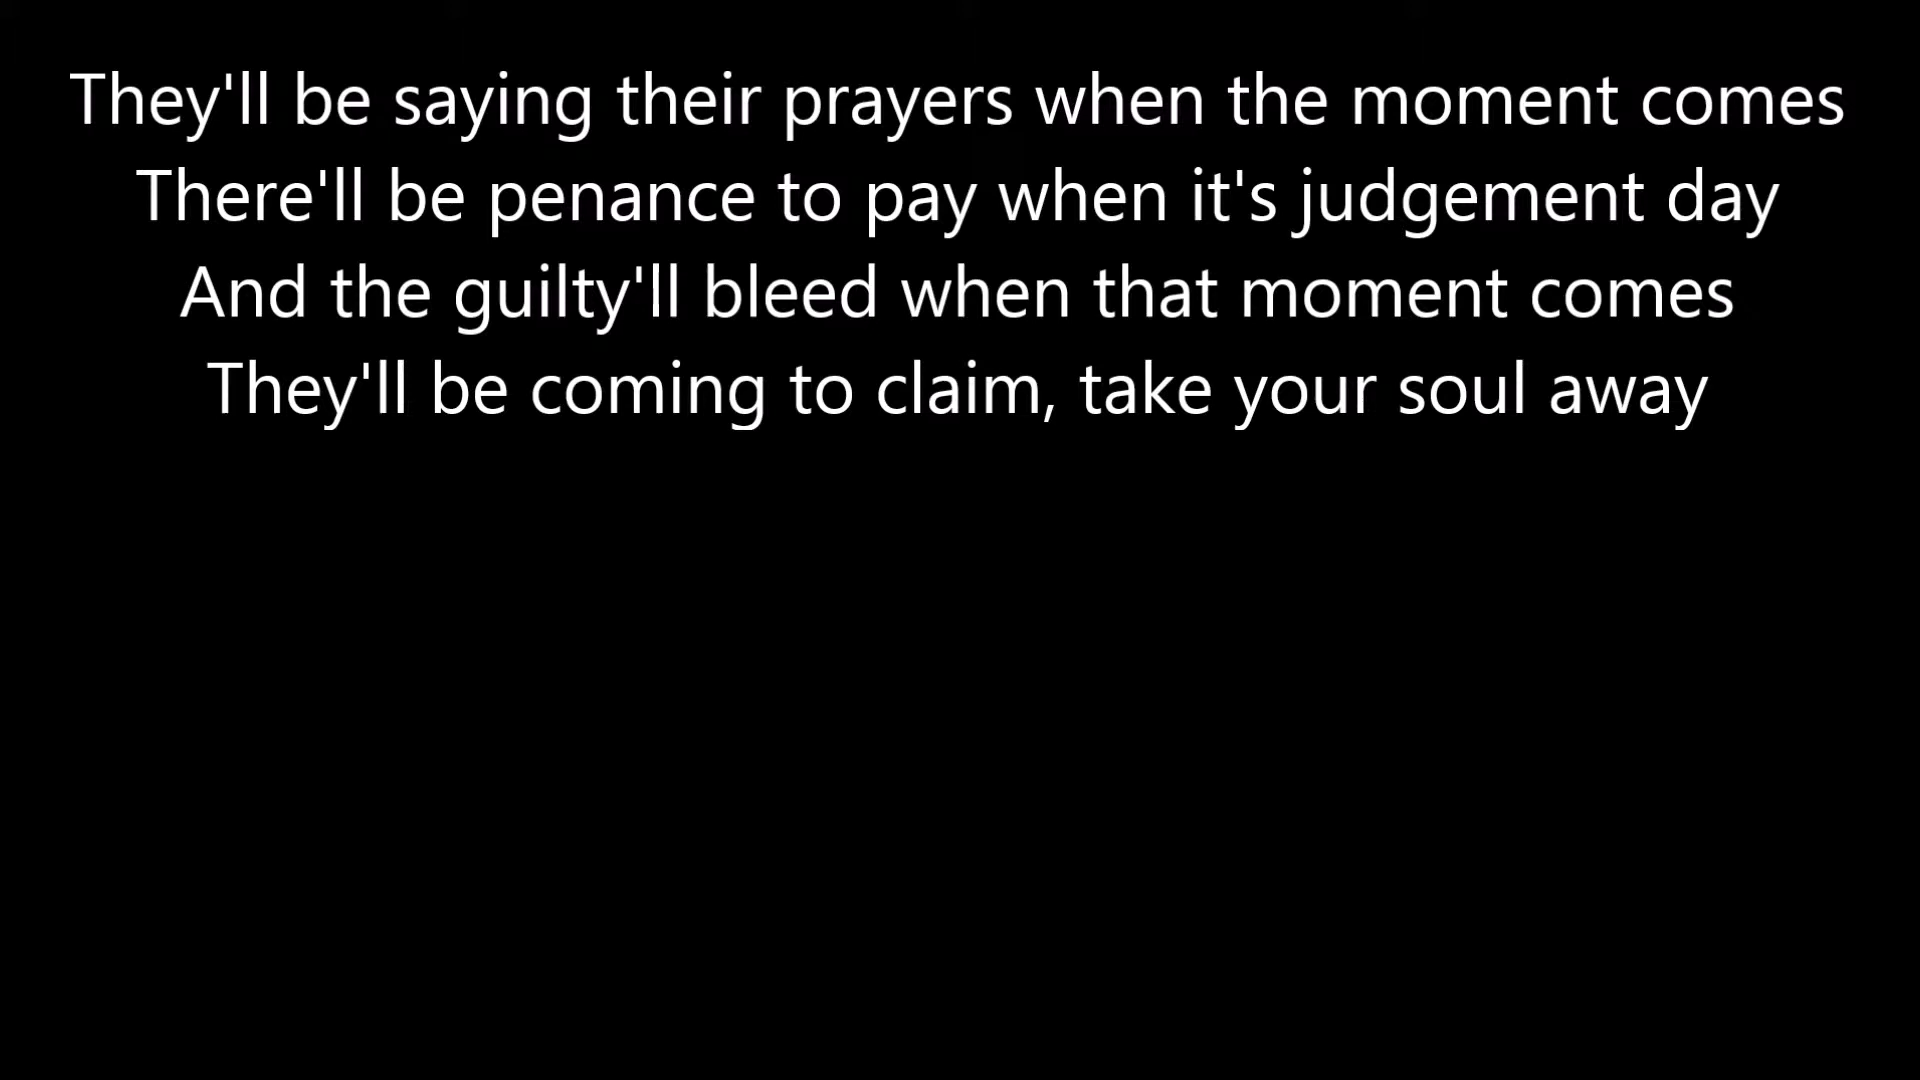 They'll be saying their prayers when the moment comes
There'll be penance to pay when it's judgement day
And the guilty'll bleed when that moment comes
They'll be coming to claim, take your soul away